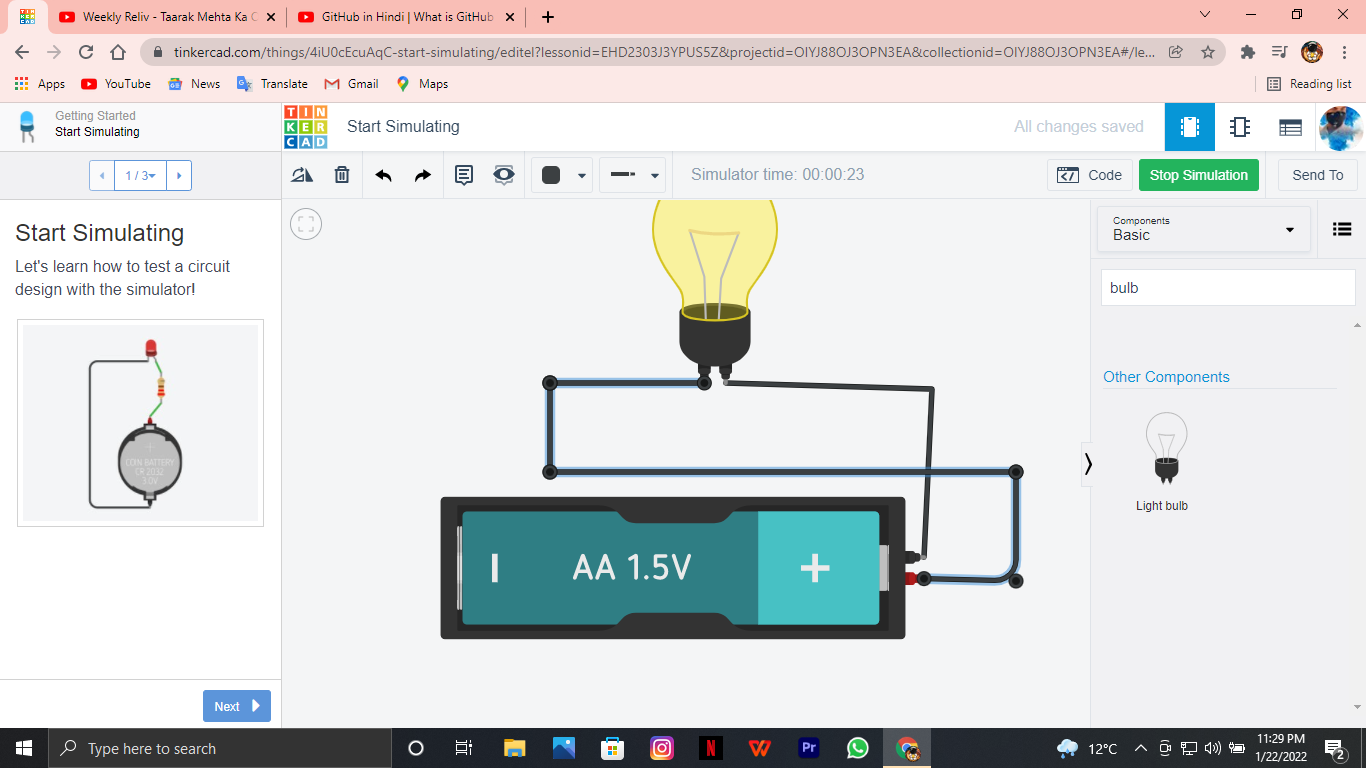 Weekly Reliv - Taarak Mehta Ka C
GitHub in Hindi | What is GitHub
tinkercad.com/things/4iU0cEcuAqC-start-simulating/editel?lessonid=EHD2303J3YPUS5Z&projectid=OIYJ88OJ3OPN3EA&collectionid=OIYJ88OJ3OPN3EA#/le...
Apps
YouTube
News
Translate
Gmail
Maps
Reading list
Getting Started
Start Simulating
TIN
KER
CAD
Start Simulating
All changes saved
1 / 3
Simulator time: 00:00:23
Code
Stop Simulation
Send To
Start Simulating
Let's learn how to test a circuit
design with the simulator!
COIN BATTERY
CR 2032
3.0V
Next
AA 1.5V
Components
Basic
bulb
Other Components
Light bulb
Type here to search
Pr
12°C
11:29 PM
1/22/2022
2